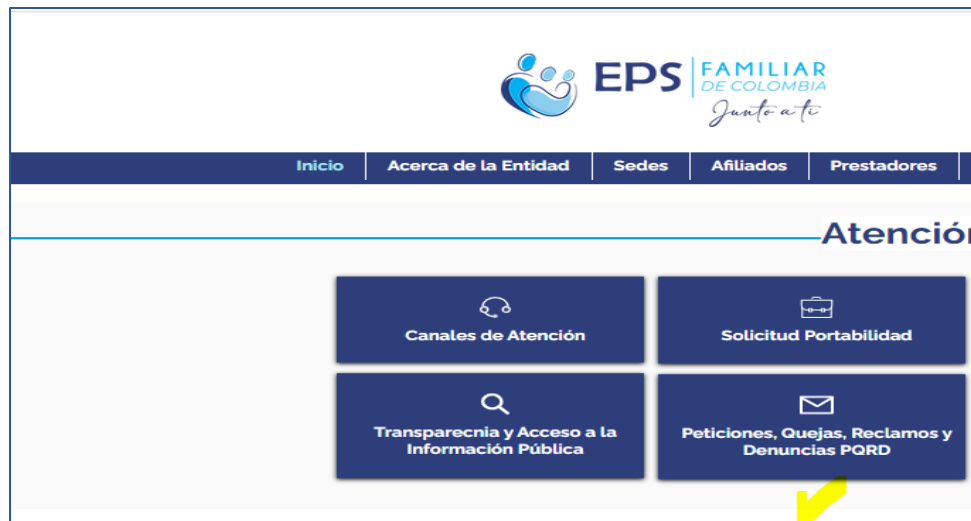 EPS FAMILIAR
DE COLOMBIA
Junto a ti
Inicio Acerca de la Entidad Sedes Afiliados Prestadores
Atención
Canales de Atención
Solicitud Portabilidad
Transparecnia y Acceso a la
Información Pública
Peticiones, Quejas, Reclamos y
Denuncias PQRD